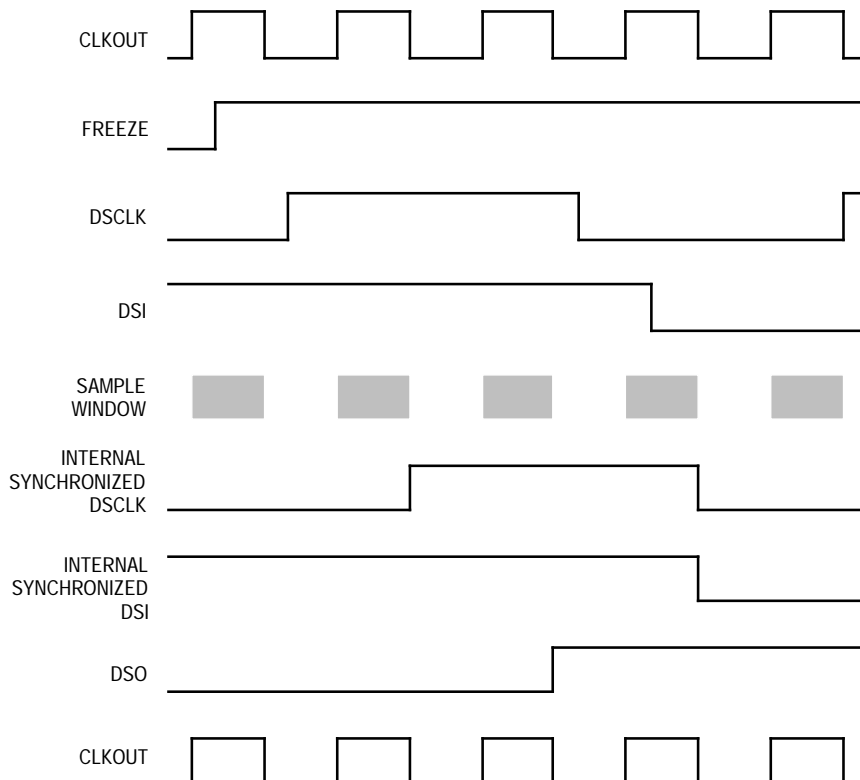 CLKOUT
FREEZE
DSCLK
DSI
SAMPLE
WINDOW
INTERNAL
SYNCHRONIZED
DSCLK
INTERNAL
SYNCHRONIZED
DSI
DSO
CLKOUT